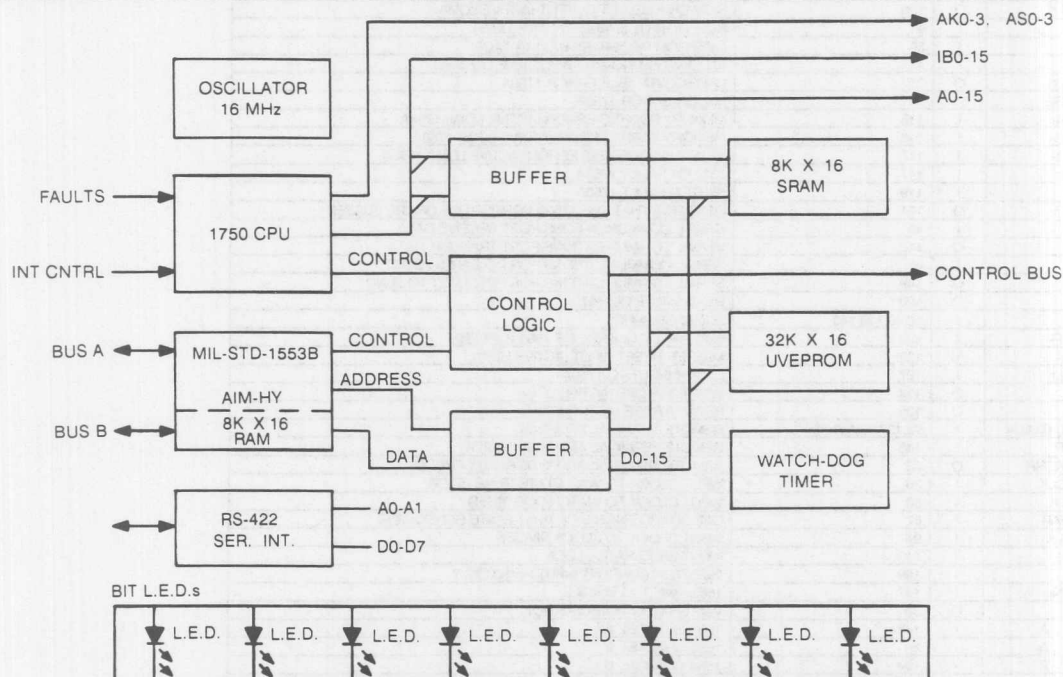 AK0-3. AS0-3
IB0-15
A0-15
OSCILLATOR
16 MHz
BUFFER
8K X 16
SRAM
FAULTS
1750 CPU
INT CNTRL
CONTROL
CONTROL
LOGIC
CONTROL BUS
BUS A
MIL-STD-1553B
CONTROL
32K X 16
UVEPROM
ADDRESS
AIM-HY
8K X 16
RAM
BUS B
DATA
BUFFER
D0-15
WATCH-DOG
TIMER
RS-422
SER. INT.
A0-A1
D0-D7
BIT L.E.D.s
L.E.D. L.E.D. L.E.D. L.E.D. L.E.D. L.E.D. L.E.D. L.E.D.